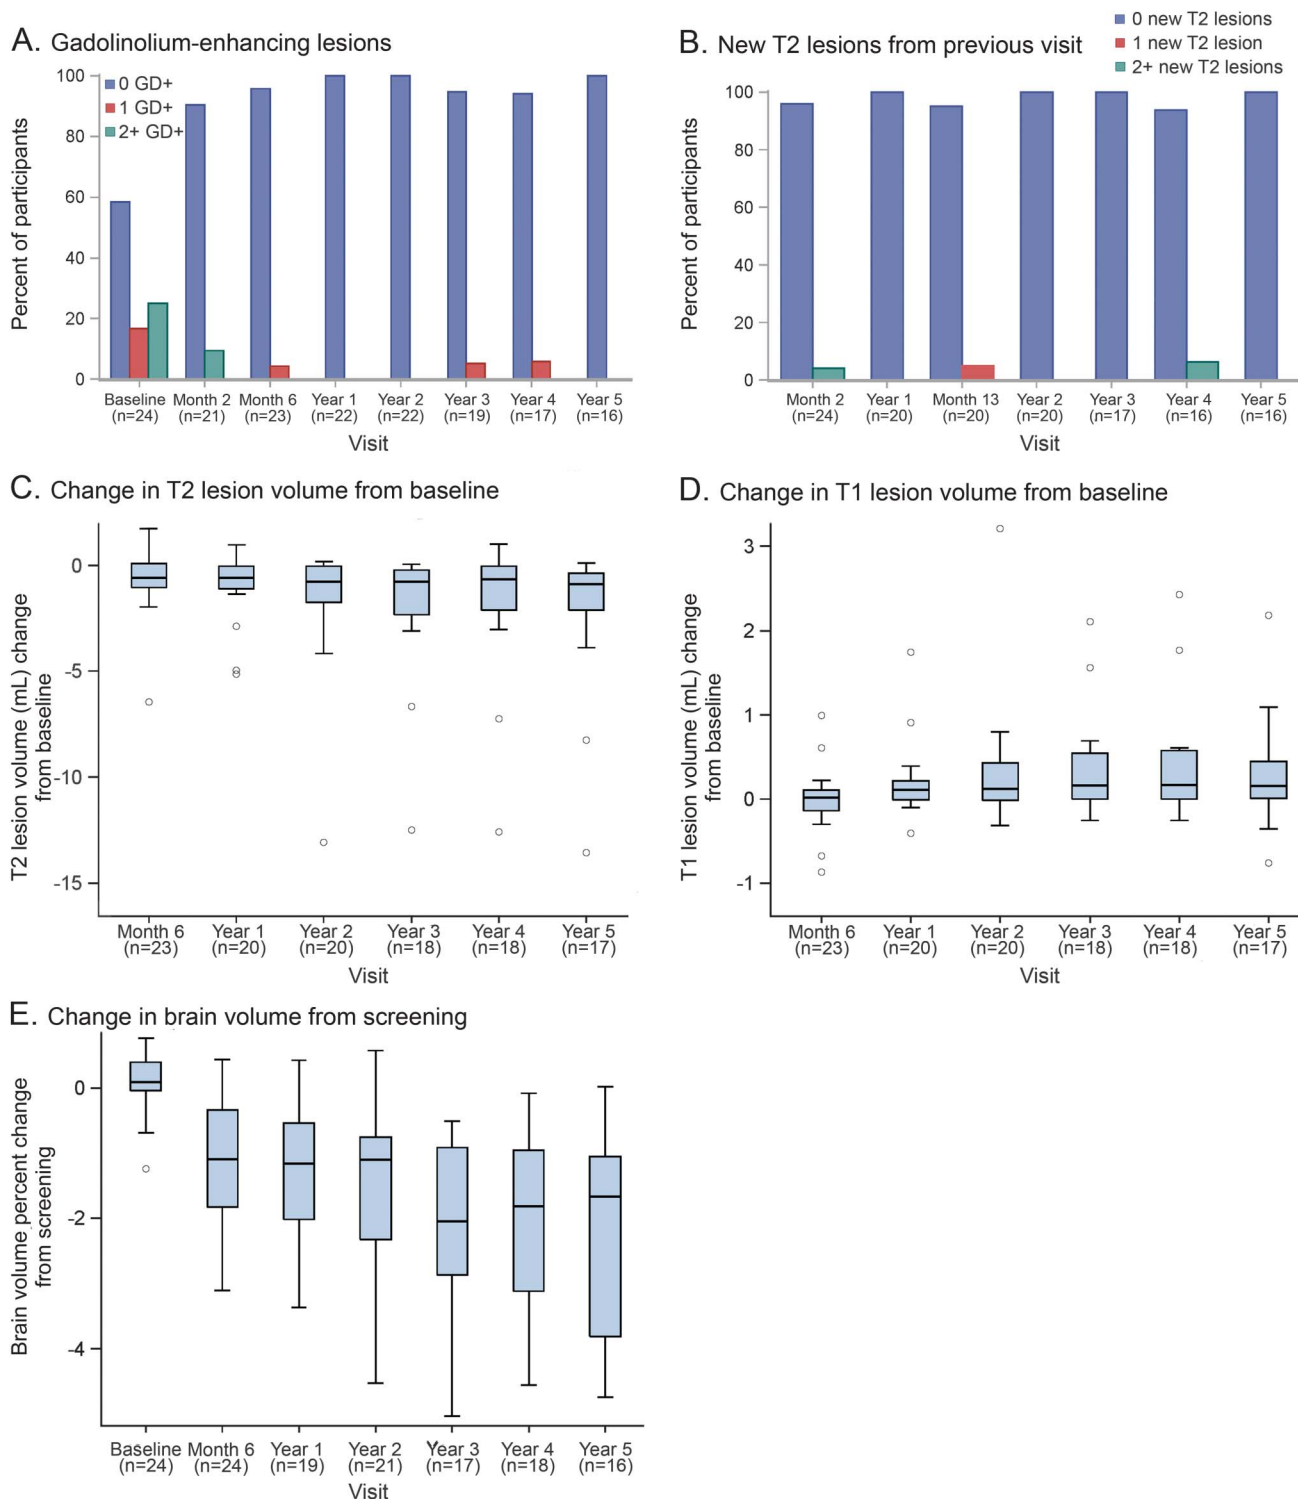 A. Gadolinolium-enhancing lesions
0 GD+
1 GD+
2+ GD+
Percent of participants
100
80
60
40
20
0
Baseline Month 2 Month 6 Year 1 Year 2 Year 3 Year 4 Year 5
(n=24) (n=21) (n=23) (n=22) (n=22) (n=19) (n=17) (n=16)
Visit
B. New T2 lesions from previous visit
0 new T2 lesions
1 new T2 lesion
2+ new T2 lesions
Percent of participants
100
80
60
40
20
0
Month 2 Year 1 Month 13 Year 2 Year 3 Year 4 Year 5
(n=24) (n=20) (n=20) (n=20) (n=17) (n=16) (n=16)
Visit
C. Change in T2 lesion volume from baseline
T2 lesion volume (mL) change
from baseline
0
-5
-10
-15
Month 6 Year 1 Year 2 Year 3 Year 4 Year 5
(n=23) (n=20) (n=20) (n=18) (n=18) (n=17)
Visit
D. Change in T1 lesion volume from baseline
T1 lesion volume (mL) change
from baseline
3
2
1
0
-1
Month 6 Year 1 Year 2 Year 3 Year 4 Year 5
(n=23) (n=20) (n=20) (n=18) (n=18) (n=17)
Visit
E. Change in brain volume from screening
Brain volume percent change
from screening
0
-2
-4
Baseline Month 6 Year 1 Year 2 Year 3 Year 4 Year 5
(n=24) (n=24) (n=19) (n=21) (n=17) (n=18) (n=16)
Visit